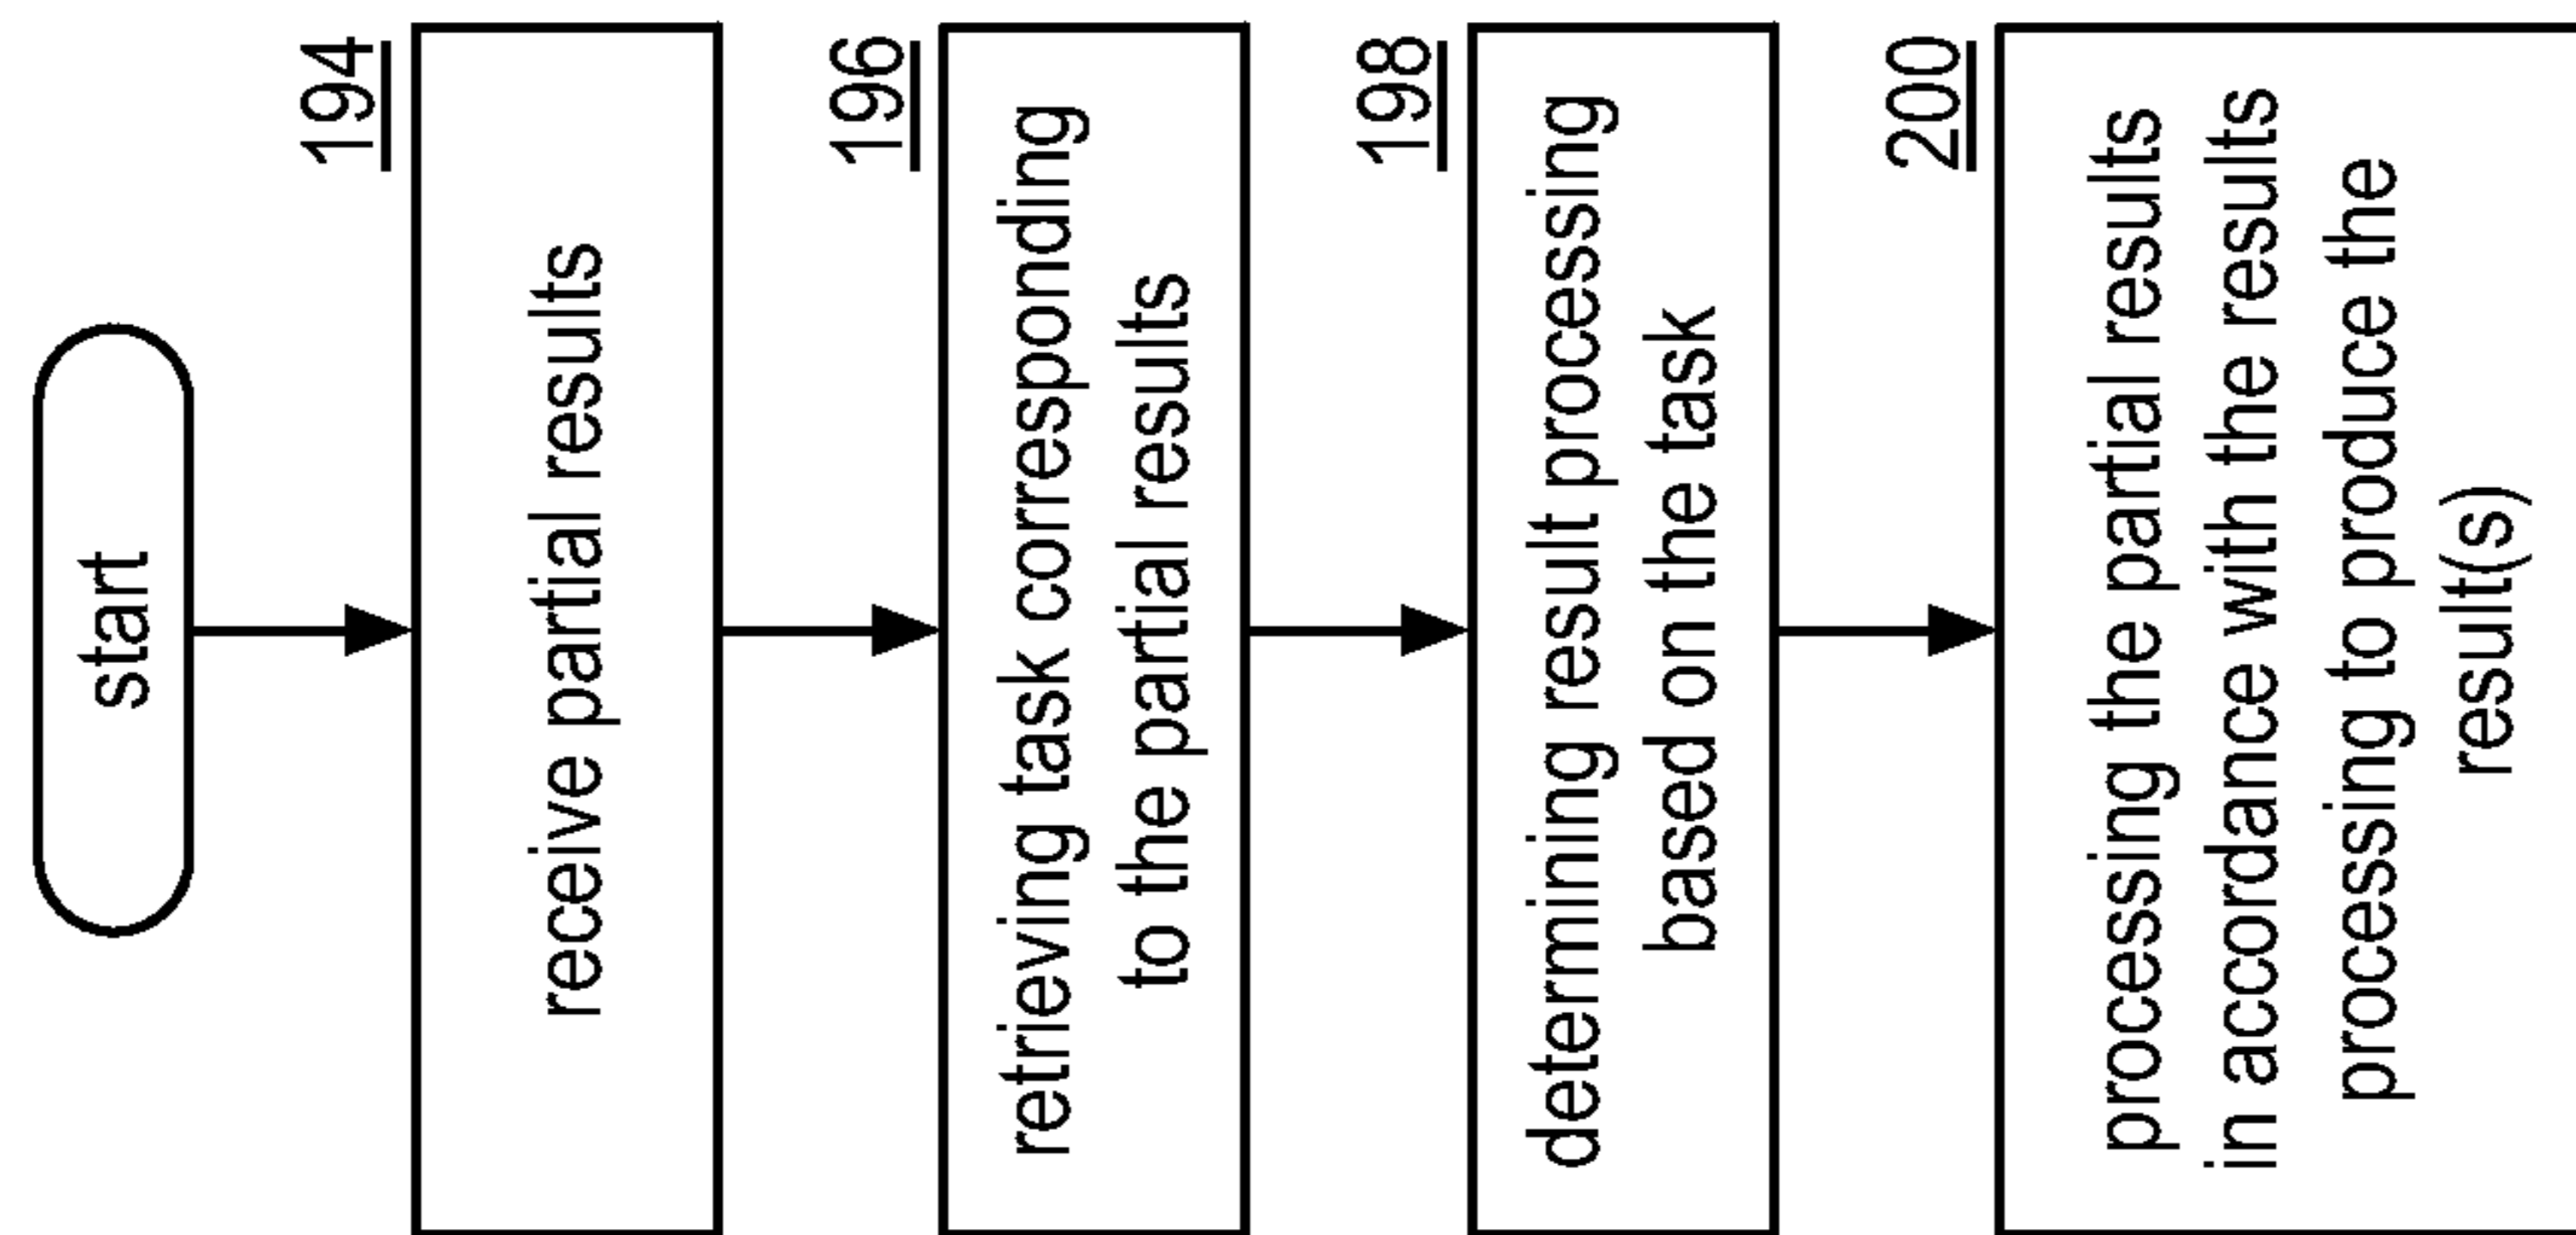 start
194
receive partial results
196
retrieving task corresponding
to the partial results
198
determining result processing
based on the task
200
processing the partial results
in accordance with the results
processing to produce the
result(s)